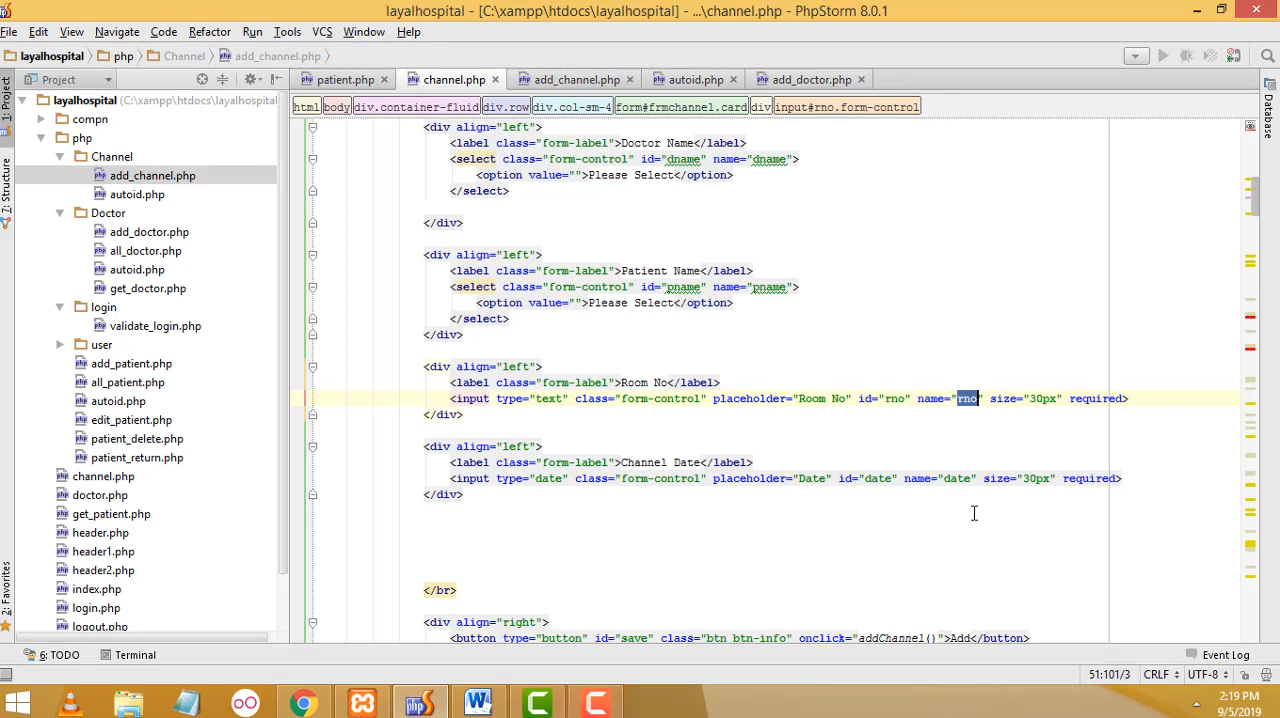 layalhospital - [C:\xampp\htdocs\layalhospital] - ...\channel.php - PhpStorm 8.0.1
File Edit View Navigate Code Refactor Run Tools VCS Window Help
layalhospital php Channel add_channel.php
Project
patient.php channel.php add_channel.php autoid.php add_doctor.php
html body div.container-fluid div.row div.col-sm-4 form#frmchannel.card div input#rno.form-control
1: Project
7: Structure
2: Favorites
Database
layalhospital (C:\xampp\htdocs\layalhospital)
compn
php
Channel
add_channel.php
autoid.php
Doctor
add_doctor.php
all_doctor.php
autoid.php
get_doctor.php
login
validate_login.php
user
add_patient.php
all_patient.php
autoid.php
edit_patient.php
patient_delete.php
patient_return.php
channel.php
doctor.php
get_patient.php
header.php
header1.php
header2.php
index.php
login.php
logout.php
<div align="left">
<label class="form-label">Doctor Name</label>
<select class="form-control" id="dname" name="dname">
<option value="">Please Select</option>
</select>
</div>
<div align="left">
<label class="form-label">Patient Name</label>
<select class="form-control" id="pname" name="pname">
<option value="">Please Select</option>
</select>
</div>
<div align="left">
<label class="form-label">Room No</label>
<input type="text" class="form-control" placeholder="Room No" id="rno" name="rno" size="30px" required>
</div>
<div align="left">
<label class="form-label">Channel Date</label>
<input type="date" class="form-control" placeholder="Date" id="date" name="date" size="30px" required>
</div>
</br>
<div align="right">
<button type="button" id="save" class="btn btn-info" onclick="addChannel()">Add</button>
6: TODO Terminal Event Log
51:101/3 CRLF UTF-8
2:19 PM
9/5/2019